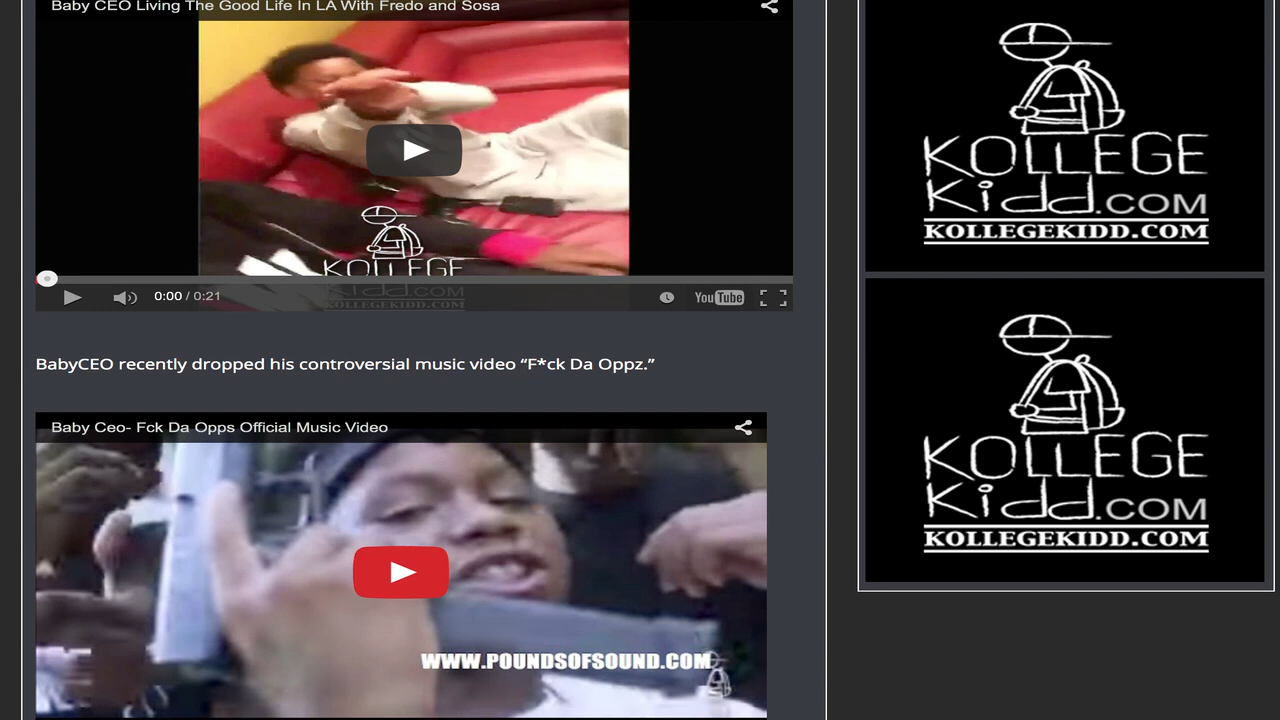 Baby CEO Living The Good Life In LA With Fredo and Sosa
KOLLEGE
Kidd.COM
KOLLEGEKIDD.COM
0:00 / 0:21
YouTube
BabyCEO recently dropped his controversial music video “F*ck Da Oppz.”
Baby Ceo- Fck Da Opps Official Music Video
WWW.POUNDSOFSOUND.COM
KOLLEGE
Kidd.COM
KOLLEGEKIDD.COM
KOLLEGE
Kidd.COM
KOLLEGEKIDD.COM